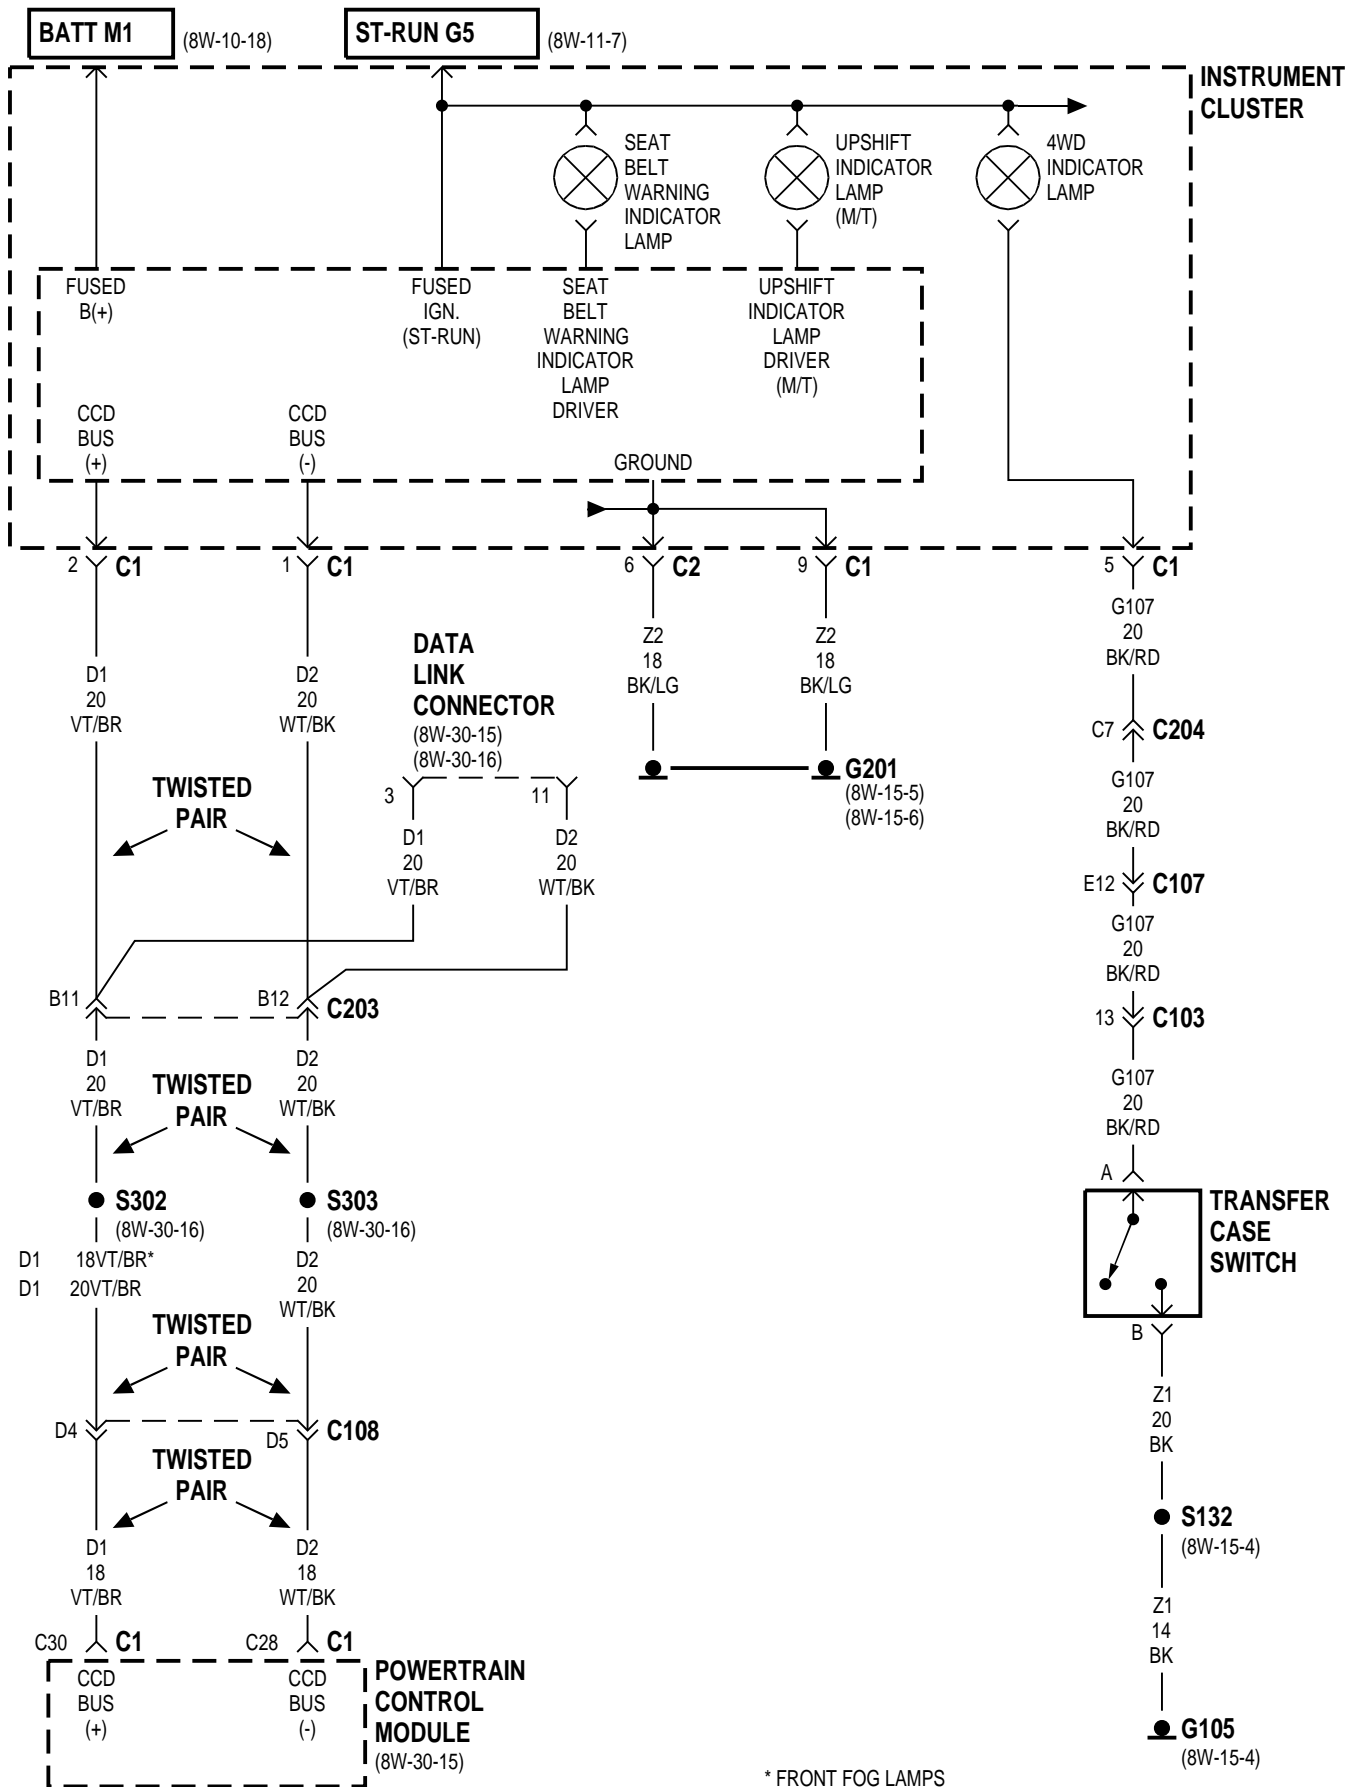 BATT M1
(8W-10-18)
ST-RUN G5
(8W-11-7)
INSTRUMENT
CLUSTER
SEAT
BELT
WARNING
INDICATOR
LAMP
UPSHIFT
INDICATOR
LAMP
(M/T)
4WD
INDICATOR
LAMP
FUSED
B(+)
FUSED
IGN.
(ST-RUN)
SEAT
BELT
WARNING
INDICATOR
LAMP
DRIVER
UPSHIFT
INDICATOR
LAMP
DRIVER
(M/T)
CCD
BUS
(+)
CCD
BUS
(-)
GROUND
2 C1
1 C1
6 C2
9 C1
5 C1
D1
20
VT/BR
D2
20
WT/BK
DATA
LINK
CONNECTOR
(8W-30-15)
(8W-30-16)
Z2
18
BK/LG
Z2
18
BK/LG
G107
20
BK/RD
C7 C204
TWISTED
PAIR
3
11
D1
20
VT/BR
D2
20
WT/BK
G201
(8W-15-5)
(8W-15-6)
G107
20
BK/RD
E12 C107
G107
20
BK/RD
B11
B12 C203
13 C103
D1
20
VT/BR
TWISTED
PAIR
D2
20
WT/BK
G107
20
BK/RD
A
S302
(8W-30-16)
S303
(8W-30-16)
TRANSFER
CASE
SWITCH
D1 18VT/BR*
D1 20VT/BR
D2
20
WT/BK
TWISTED
PAIR
B
D4
D5 C108
Z1
20
BK
TWISTED
PAIR
S132
(8W-15-4)
D1
18
VT/BR
D2
18
WT/BK
Z1
14
BK
C30 C1
C28 C1
CCD
BUS
(+)
CCD
BUS
(-)
POWERTRAIN
CONTROL
MODULE
(8W-30-15)
G105
(8W-15-4)
* FRONT FOG LAMPS